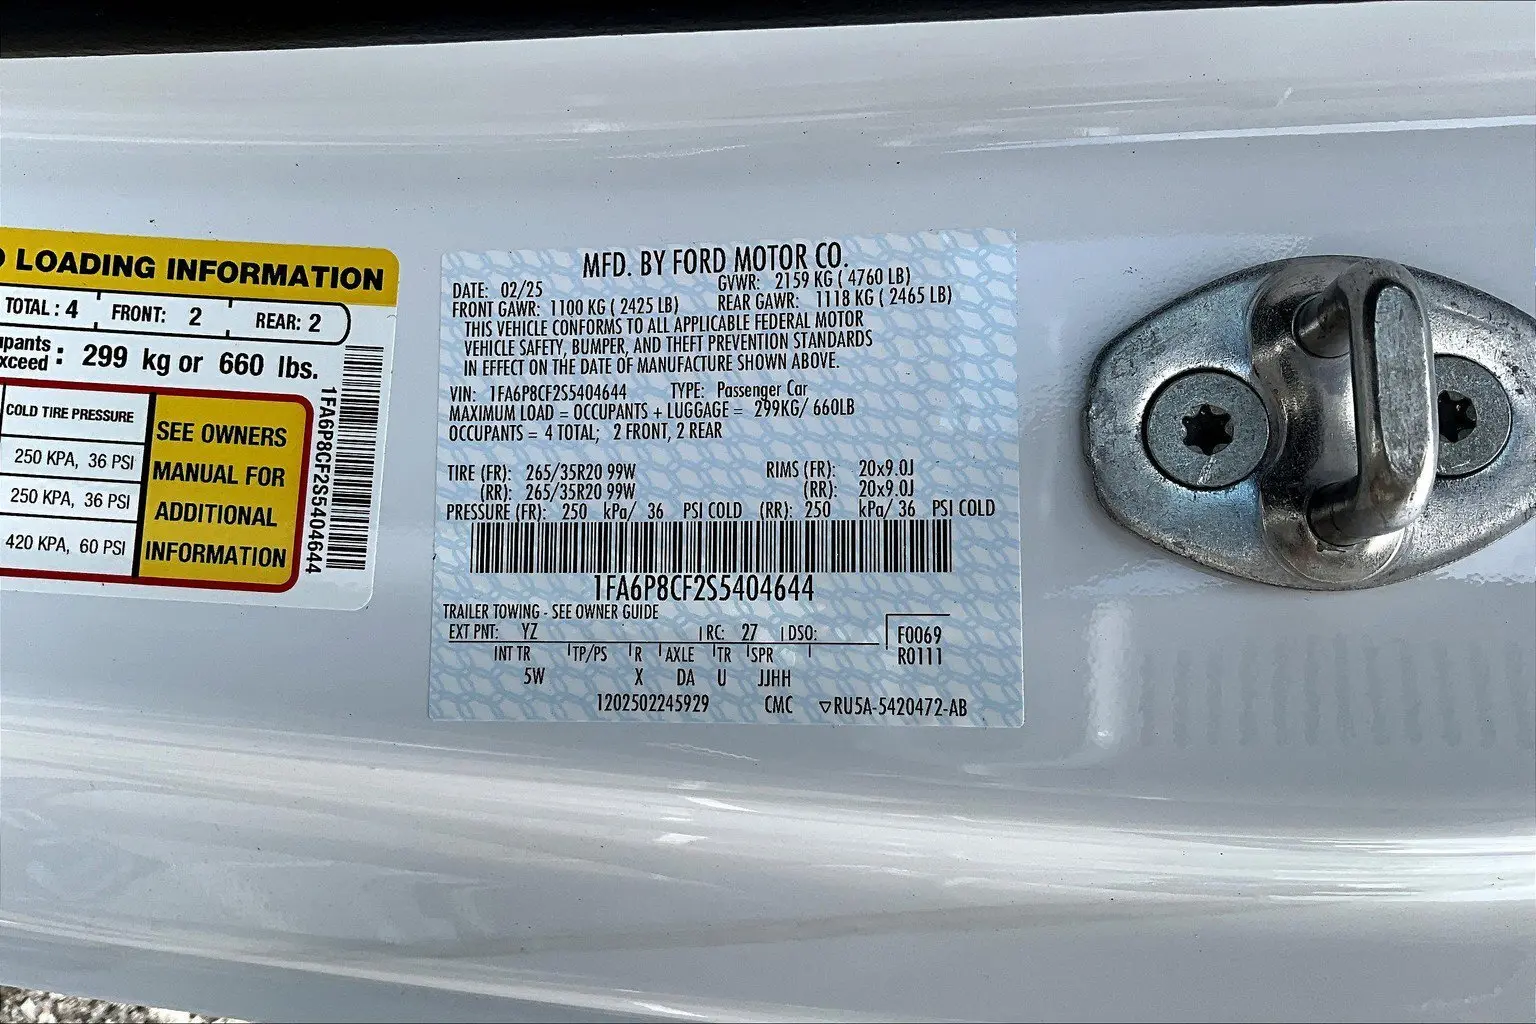 LOADING INFORMATION
TOTAL: 4 FRONT: 2 REAR: 2
: 299 kg or 660 lbs.
COLD TIRE PRESSURE
250 KPA, 36 PSI
250 KPA, 36 PSI
420 KPA, 60 PSI
SEE OWNERS
MANUAL FOR
ADDITIONAL
INFORMATION
1FA6P8CF2S5404644
MFD. BY FORD MOTOR CO.
DATE: 02/25 GVWR: 2159 KG ( 4760 LB)
FRONT GAWR: 1100 KG ( 2425 LB) REAR GAWR: 1118 KG ( 2465 LB)
THIS VEHICLE CONFORMS TO ALL APPLICABLE FEDERAL MOTOR
VEHICLE SAFETY, BUMPER, AND THEFT PREVENTION STANDARDS
IN EFFECT ON THE DATE OF MANUFACTURE SHOWN ABOVE.
VIN: 1FA6P8CF2S5404644 TYPE: Passenger Car
MAXIMUM LOAD = OCCUPANTS + LUGGAGE = 299KG/ 660LB
OCCUPANTS = 4 TOTAL; 2 FRONT, 2 REAR
TIRE (FR): 265/35R20 99W RIMS (FR): 20x9.0J
(RR): 265/35R20 99W (RR): 20x9.0J
PRESSURE (FR): 250 kPa/ 36 PSI COLD (RR): 250 kPa/ 36 PSI COLD
1FA6P8CF2S5404644
TRAILER TOWING - SEE OWNER GUIDE
EXT PNT: YZ RC: 27 DSO: F0069
INT TR TP/PS R AXLE TR SPR R0111
5W X DA U JJHH
1202502245929 CMC ▽RU5A-5420472-AB